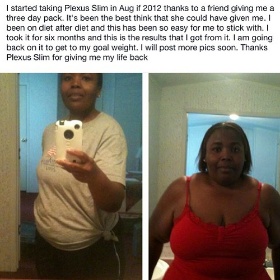 I started taking Plexus Slim in Aug if 2012 thanks to a friend giving me a
three day pack. It's been the best think that she could have given me. I
been on diet after diet and this has been so easy for me to stick with. I
took it for six months and this is the results that I got from it. I am going
back on it to get to my goal weight. I will post more pics soon. Thanks
Plexus Slim for giving me my life back